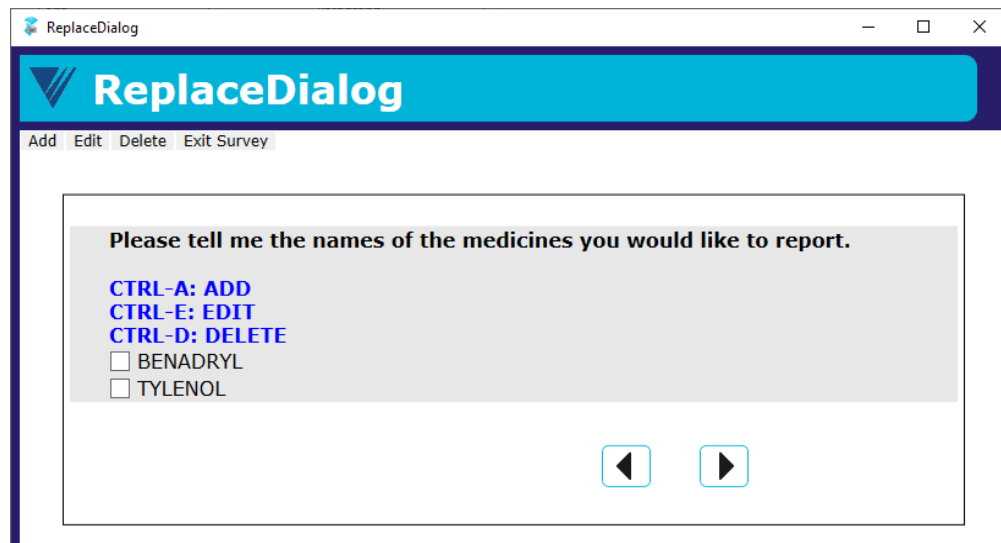 ReplaceDialog
ReplaceDialog
Add Edit Delete Exit Survey
Please tell me the names of the medicines you would like to report.
CTRL-A: ADD
CTRL-E: EDIT
CTRL-D: DELETE
BENADRYL
TYLENOL